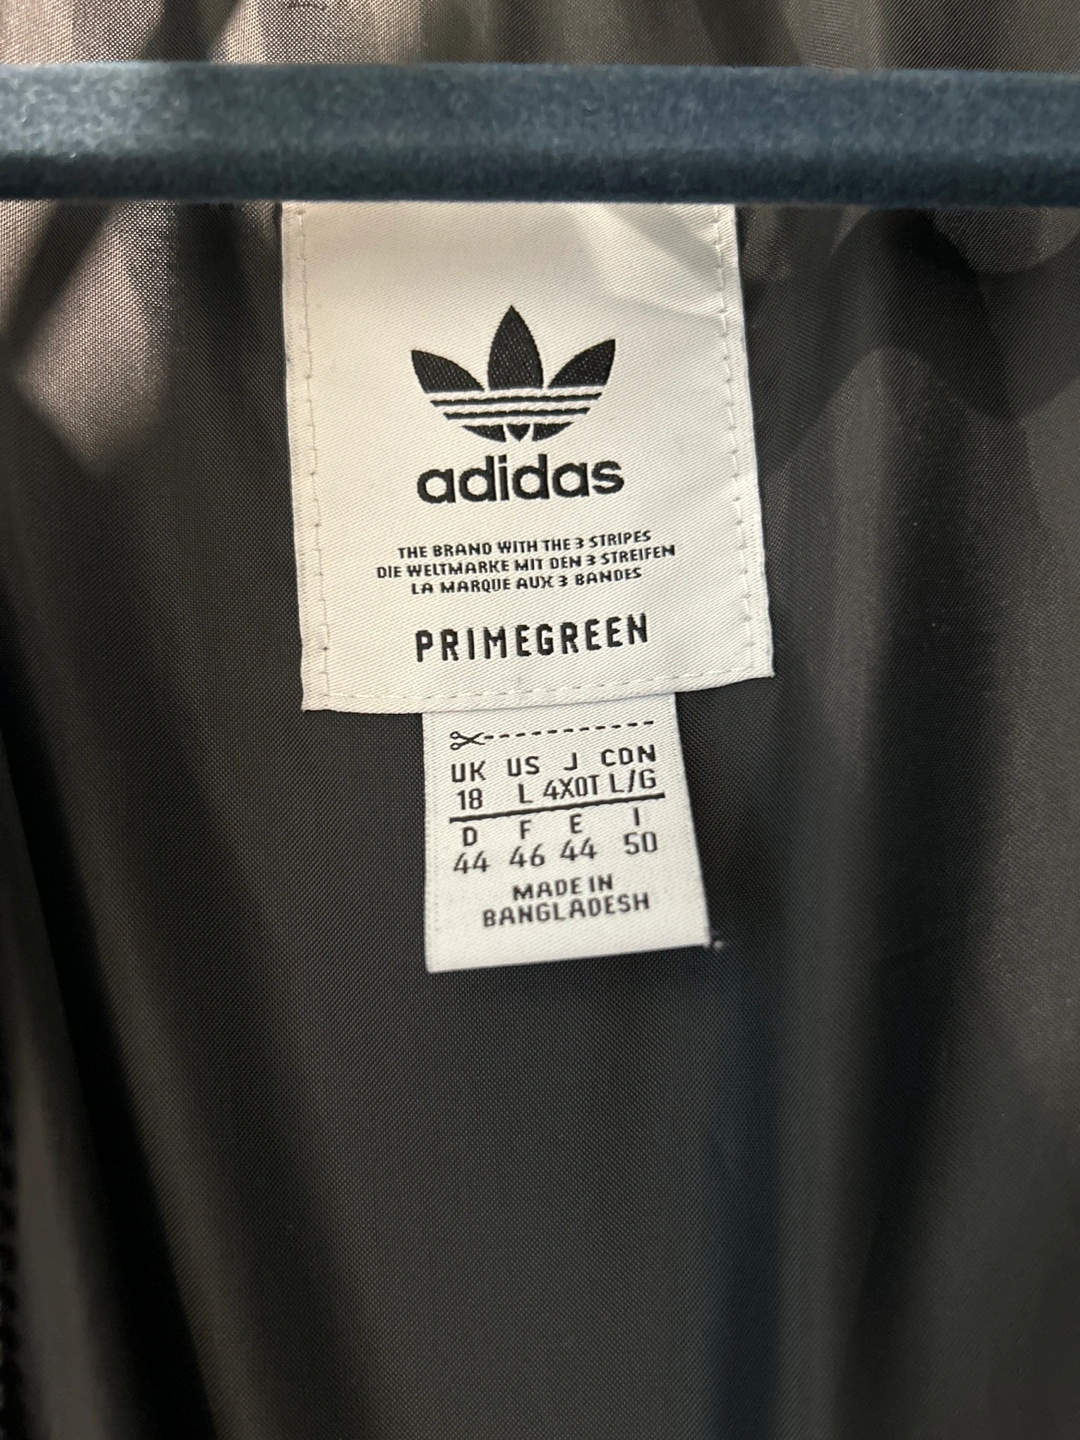 adidas
THE BRAND WITH THE 3 STRIPES
DIE WELTMARKE MIT DEN 3 STREIFEN
LA MARQUE AUX 3 BANDES
PRIMEGREEN
UK US J CDN
18 L 4XOT L/G
D F E I
44 46 44 50
MADE IN
BANGLADESH